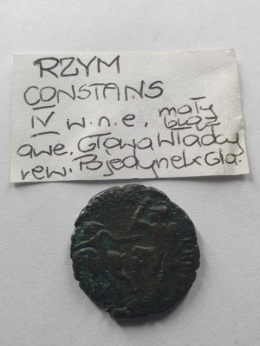 RZYM
CONSTANS
IV w.n.e. mały brąz
awe. Głowa Władcy
rew. Pojedynek Gla.